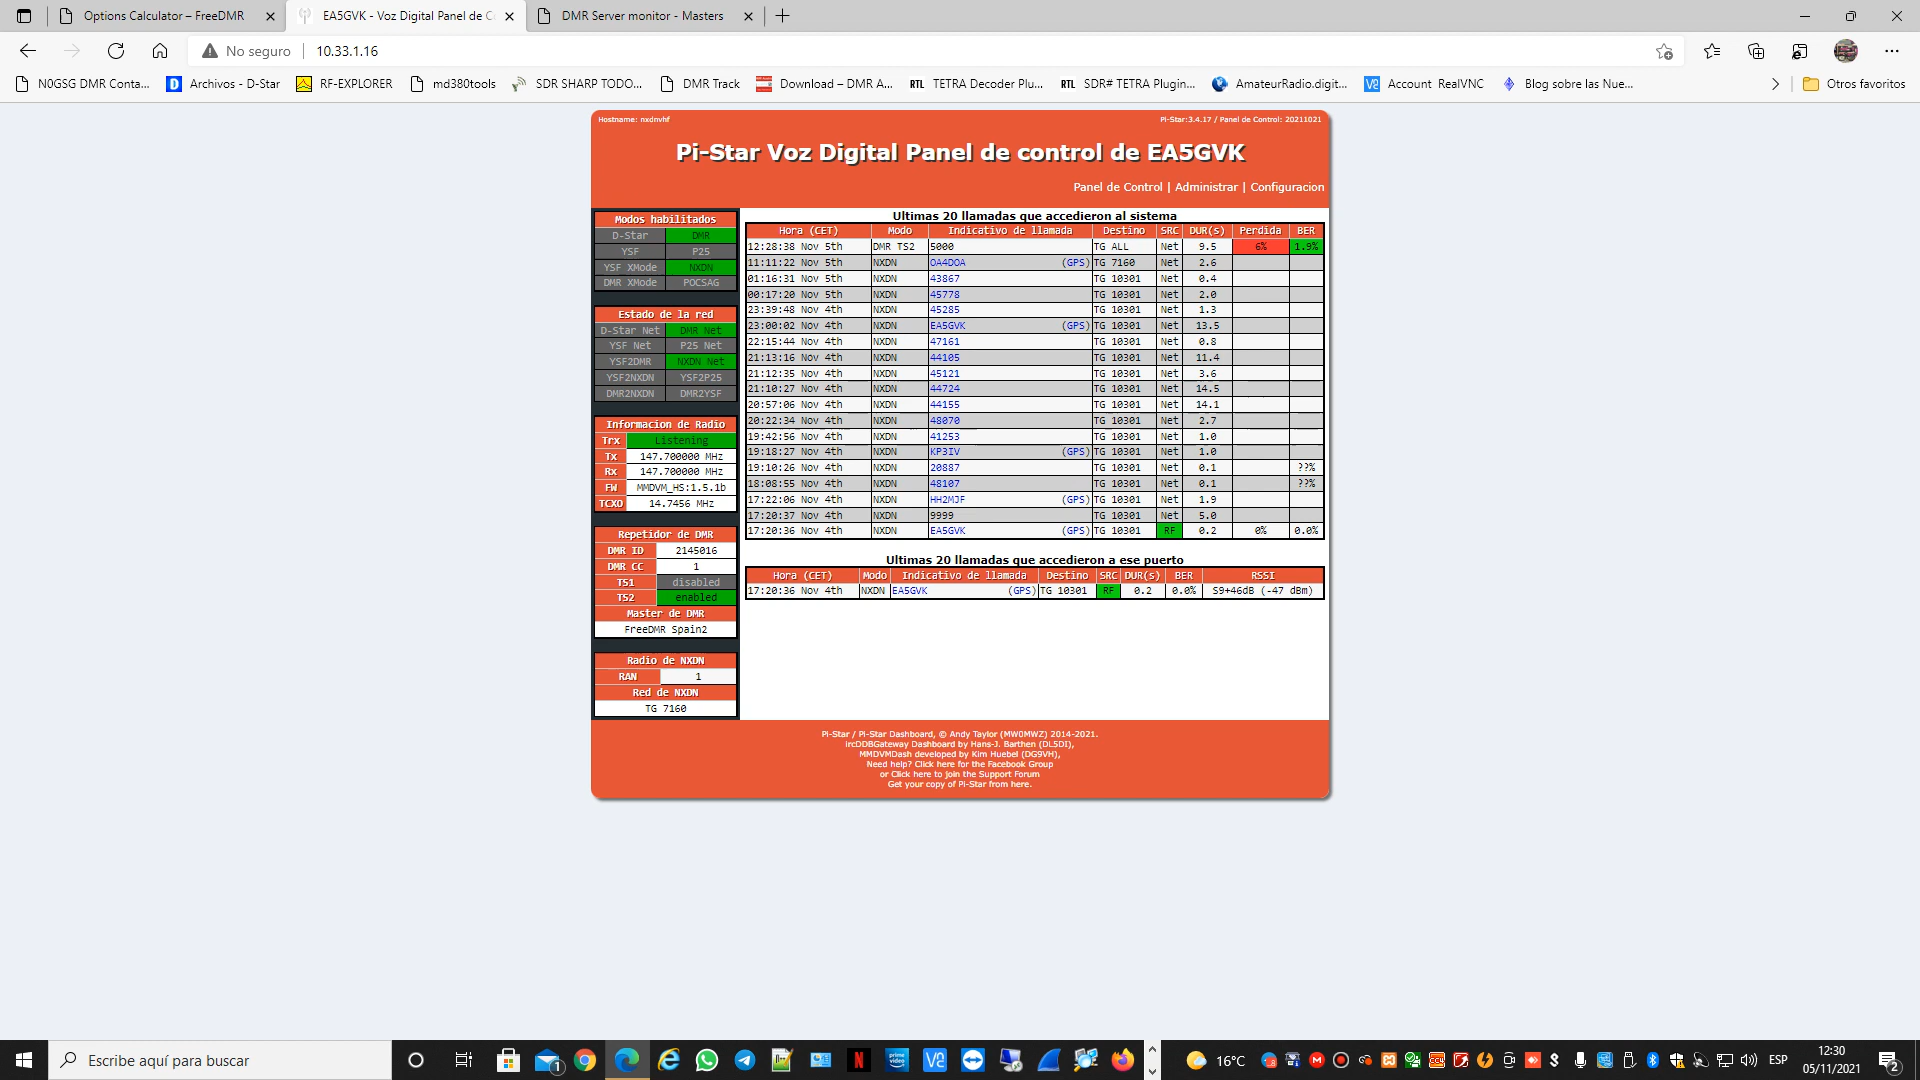 Options Calculator – FreeDMR
EA5GVK - Voz Digital Panel de C
DMR Server monitor - Masters
No seguro
10.33.1.16
N0GSG DMR Conta...
Archivos - D-Star
RF-EXPLORER
md380tools
SDR SHARP TODO...
DMR Track
Download – DMR A...
TETRA Decoder Plu...
SDR# TETRA Plugin...
AmateurRadio.digit...
Account RealVNC
Blog sobre las Nue...
Otros favoritos
Hostname: nxdnvhf
Pi-Star:3.4.17 / Panel de Control: 20211021
Pi-Star Voz Digital Panel de control de EA5GVK
Panel de Control | Administrar | Configuracion
Modos habilitados
D-Star DMR
YSF P25
YSF XMode NXDN
DMR XMode POCSAG
Estado de la red
D-Star Net DMR Net
YSF Net P25 Net
YSF2DMR NXDN Net
YSF2NXDN YSF2P25
DMR2NXDN DMR2YSF
Informacion de Radio
Trx Listening
Tx 147.700000 MHz
Rx 147.700000 MHz
FW MMDVM_HS:1.5.1b
TCXO 14.7456 MHz
Repetidor de DMR
DMR ID 2145016
DMR CC 1
TS1 disabled
TS2 enabled
Master de DMR
FreeDMR Spain2
Radio de NXDN
RAN 1
Red de NXDN
TG 7160
Ultimas 20 llamadas que accedieron al sistema
Hora (CET) Modo Indicativo de llamada Destino SRC DUR(s) Perdida BER
12:28:38 Nov 5th DMR TS2 5000 TG ALL Net 9.5 6% 1.9%
11:11:22 Nov 5th NXDN OA4DOA (GPS) TG 7160 Net 2.6
01:16:31 Nov 5th NXDN 43867 TG 10301 Net 0.4
00:17:20 Nov 5th NXDN 45778 TG 10301 Net 2.0
23:39:48 Nov 4th NXDN 45285 TG 10301 Net 1.3
23:00:02 Nov 4th NXDN EA5GVK (GPS) TG 10301 Net 13.5
22:15:44 Nov 4th NXDN 47161 TG 10301 Net 0.8
21:13:16 Nov 4th NXDN 44105 TG 10301 Net 11.4
21:12:35 Nov 4th NXDN 45121 TG 10301 Net 3.6
21:10:27 Nov 4th NXDN 44724 TG 10301 Net 14.5
20:57:06 Nov 4th NXDN 44155 TG 10301 Net 14.1
20:22:34 Nov 4th NXDN 48070 TG 10301 Net 2.7
19:42:56 Nov 4th NXDN 41253 TG 10301 Net 1.0
19:18:27 Nov 4th NXDN KP3IV (GPS) TG 10301 Net 1.0
19:10:26 Nov 4th NXDN 20887 TG 10301 Net 0.1 ??%
18:08:55 Nov 4th NXDN 48107 TG 10301 Net 0.1 ??%
17:22:06 Nov 4th NXDN HH2MJF (GPS) TG 10301 Net 1.9
17:20:37 Nov 4th NXDN 9999 TG 10301 Net 5.0
17:20:36 Nov 4th NXDN EA5GVK (GPS) TG 10301 RF 0.2 0% 0.0%
Ultimas 20 llamadas que accedieron a ese puerto
Hora (CET) Modo Indicativo de llamada Destino SRC DUR(s) BER RSSI
17:20:36 Nov 4th NXDN EA5GVK (GPS) TG 10301 RF 0.2 0.0% S9+46dB (-47 dBm)
Pi-Star / Pi-Star Dashboard, © Andy Taylor (MW0MWZ) 2014-2021.
ircDDBGateway Dashboard by Hans-J. Barthen (DL5DI),
MMDVMDash developed by Kim Huebel (DG9VH),
Need help? Click here for the Facebook Group
or Click here to join the Support Forum
Get your copy of Pi-Star from here.
Escribe aquí para buscar
16°C
ESP
12:30
05/11/2021